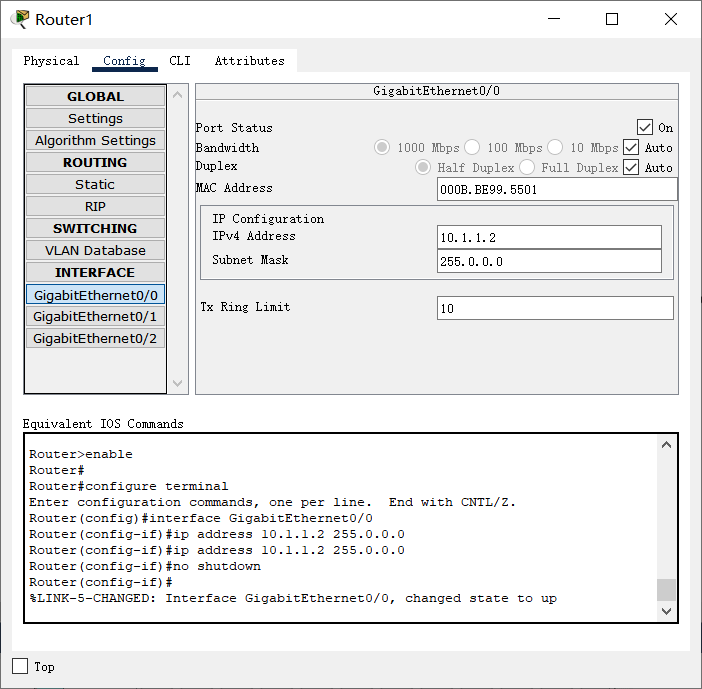 Router1
Physical Config CLI Attributes
GLOBAL
Settings
Algorithm Settings
ROUTING
Static
RIP
SWITCHING
VLAN Database
INTERFACE
GigabitEthernet0/0
GigabitEthernet0/1
GigabitEthernet0/2
GigabitEthernet0/0
Port Status On
Bandwidth 1000 Mbps 100 Mbps 10 Mbps Auto
Duplex Half Duplex Full Duplex Auto
MAC Address 000B.BE99.5501
IP Configuration
IPv4 Address 10.1.1.2
Subnet Mask 255.0.0.0
Tx Ring Limit 10
Equivalent IOS Commands
Router>enable
Router#
Router#configure terminal
Enter configuration commands, one per line.  End with CNTL/Z.
Router(config)#interface GigabitEthernet0/0
Router(config-if)#ip address 10.1.1.2 255.0.0.0
Router(config-if)#ip address 10.1.1.2 255.0.0.0
Router(config-if)#no shutdown
Router(config-if)#
%LINK-5-CHANGED: Interface GigabitEthernet0/0, changed state to up
Top